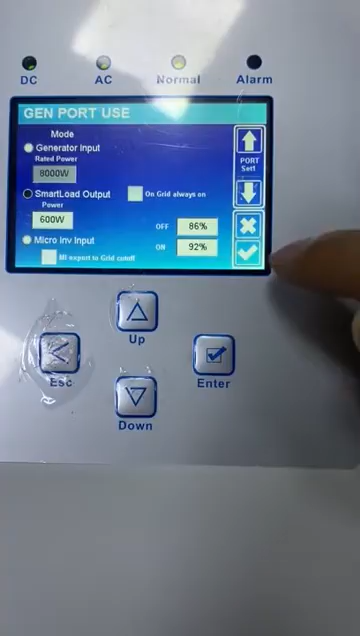 DC AC Normal Alarm
GEN PORT USE
Mode
Generator Input
Rated Power
8000W
PORT
Set1
SmartLoad Output
On Grid always on
Power
600W
OFF 86%
ON 92%
Micro Inv Input
MI export to Grid cutoff
Up
Esc
Enter
Down